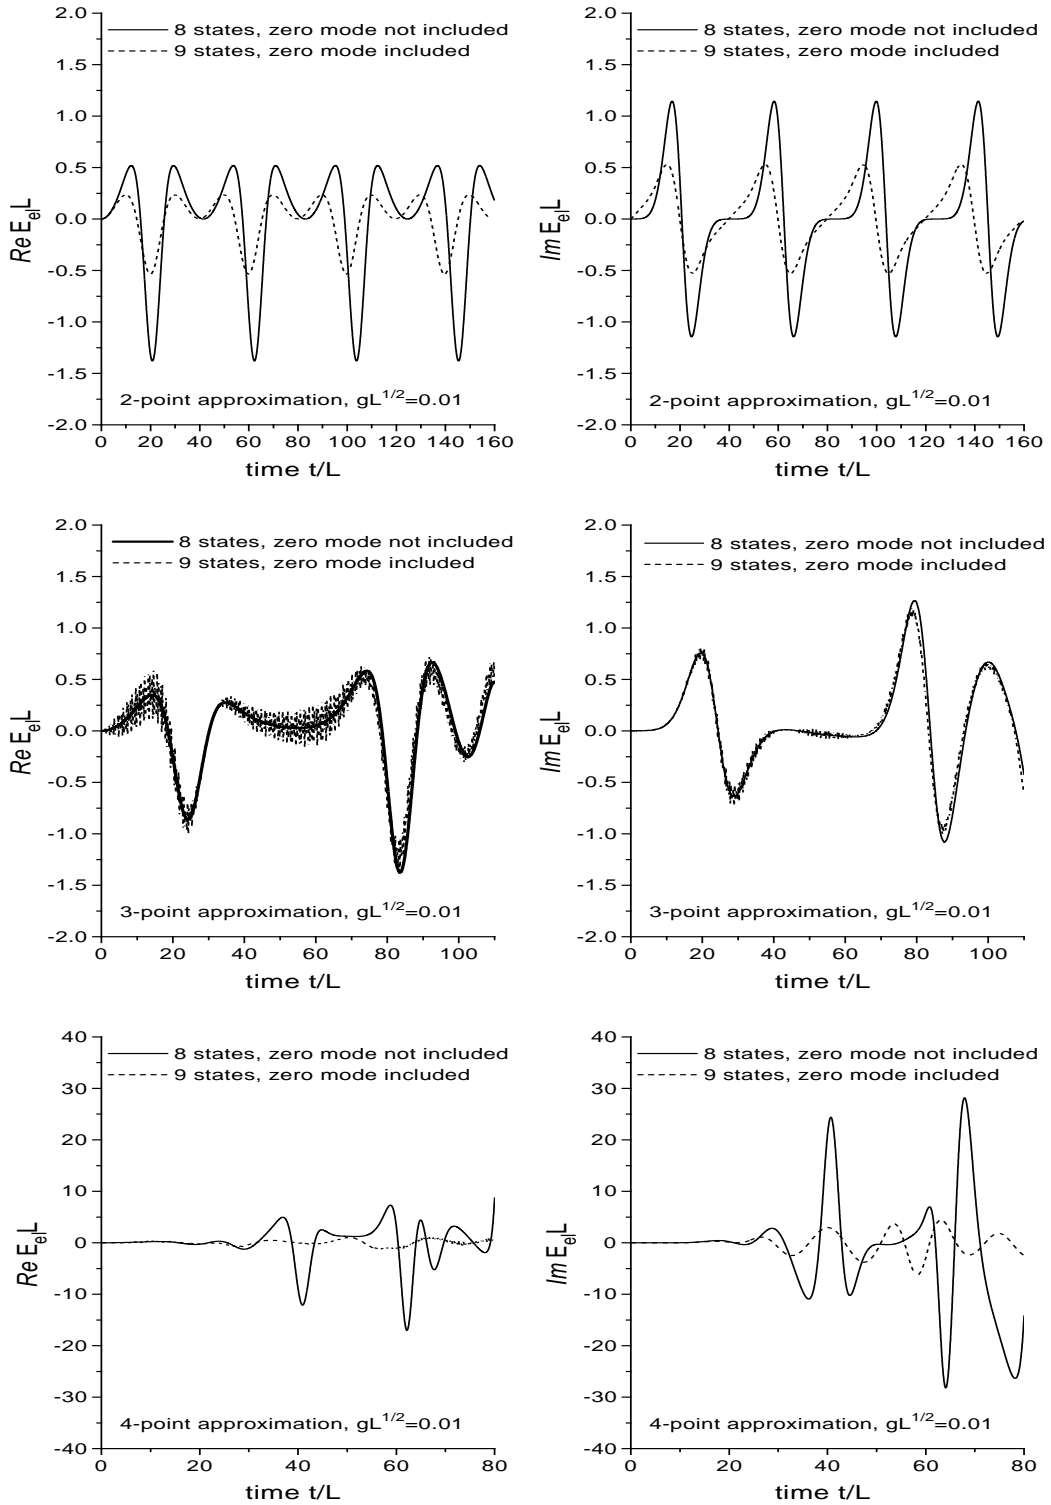 2.0
8 states, zero mode not included
9 states, zero mode included
1.5
1.0
0.5
0.0
-0.5
-1.0
-1.5
-2.0
Re E_el L
2-point approximation, gL^1/2=0.01
0 20 40 60 80 100 120 140 160
time t/L
2.0
8 states, zero mode not included
9 states, zero mode included
1.5
1.0
0.5
0.0
-0.5
-1.0
-1.5
-2.0
Im E_el L
2-point approximation, gL^1/2=0.01
0 20 40 60 80 100 120 140 160
time t/L
2.0
8 states, zero mode not included
9 states, zero mode included
1.5
1.0
0.5
0.0
-0.5
-1.0
-1.5
-2.0
Re E_el L
3-point approximation, gL^1/2=0.01
0 20 40 60 80 100
time t/L
2.0
8 states, zero mode not included
9 states, zero mode included
1.5
1.0
0.5
0.0
-0.5
-1.0
-1.5
-2.0
Im E_el L
3-point approximation, gL^1/2=0.01
0 20 40 60 80 100
time t/L
40
8 states, zero mode not included
9 states, zero mode included
30
20
10
0
-10
-20
-30
-40
Re E_el L
4-point approximation, gL^1/2=0.01
0 20 40 60 80
time t/L
40
8 states, zero mode not included
9 states, zero mode included
30
20
10
0
-10
-20
-30
-40
Im E_el L
4-point approximation, gL^1/2=0.01
0 20 40 60 80
time t/L